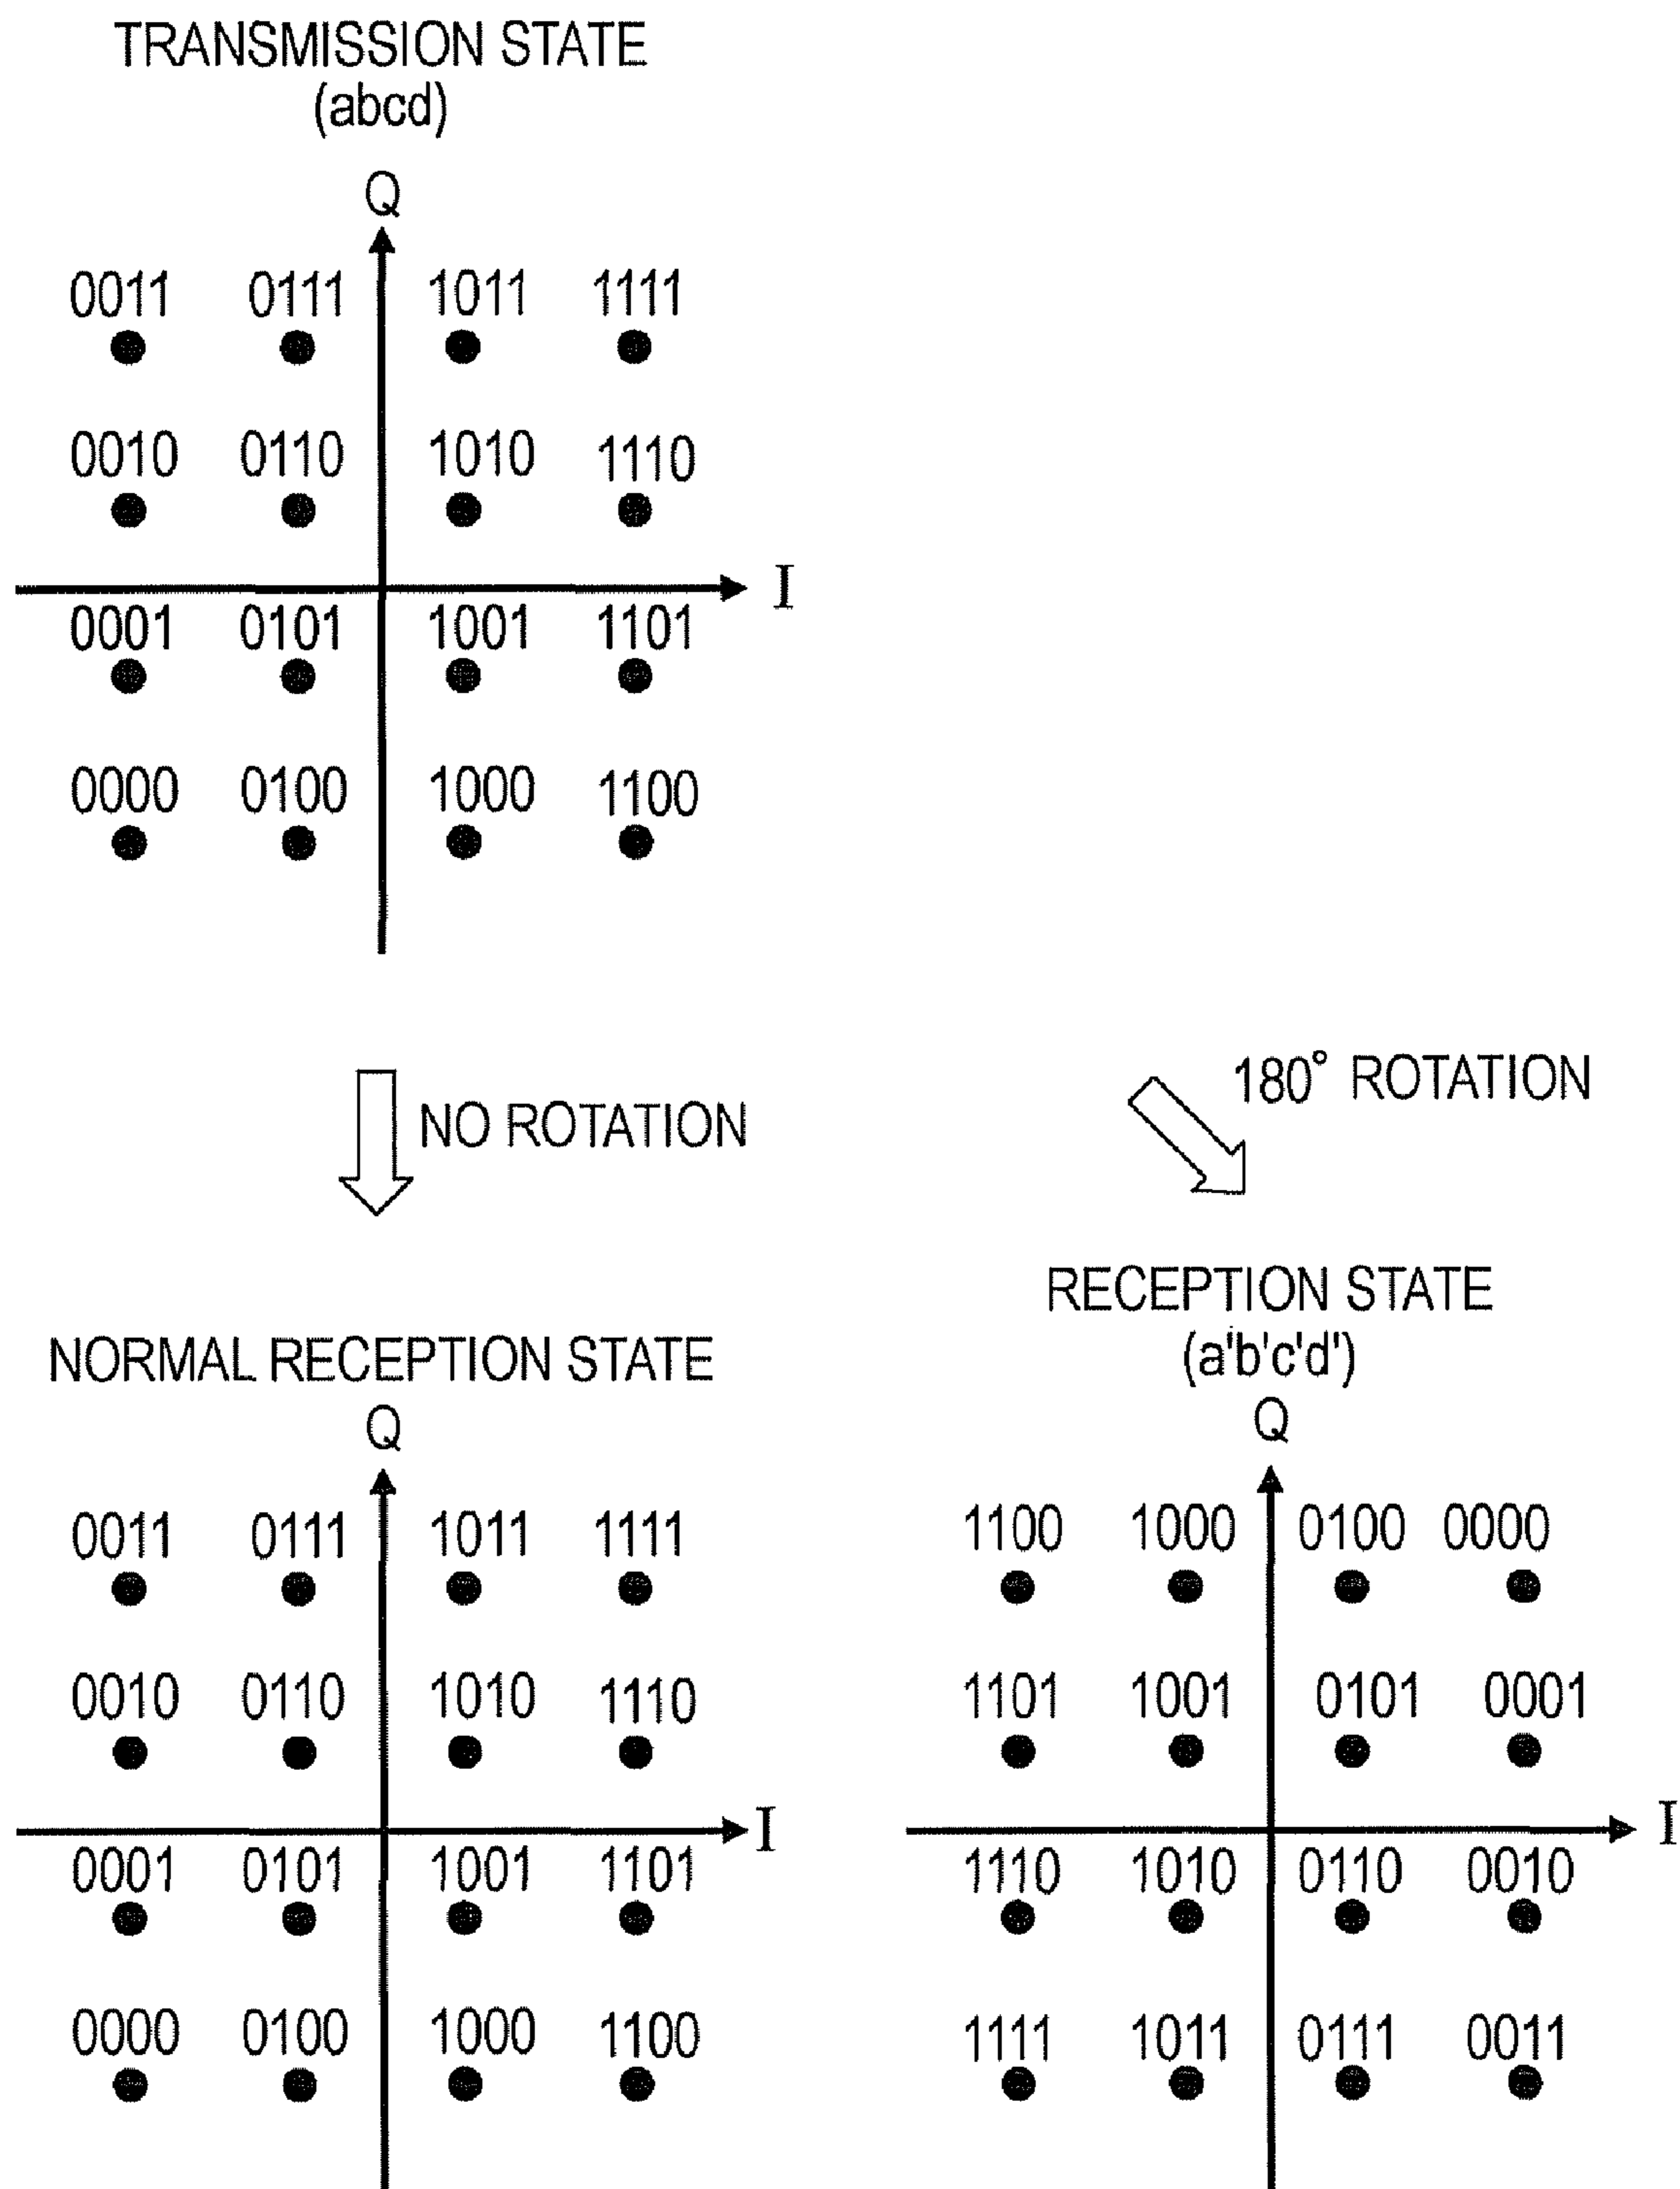 TRANSMISSION STATE
(abcd)
Q
0011 0111 1011 1111
0010 0110 1010 1110
I
0001 0101 1001 1101
0000 0100 1000 1100
NO ROTATION
180° ROTATION
NORMAL RECEPTION STATE
Q
0011 0111 1011 1111
0010 0110 1010 1110
I
0001 0101 1001 1101
0000 0100 1000 1100
RECEPTION STATE
(a'b'c'd')
Q
1100 1000 0100 0000
1101 1001 0101 0001
I
1110 1010 0110 0010
1111 1011 0111 0011